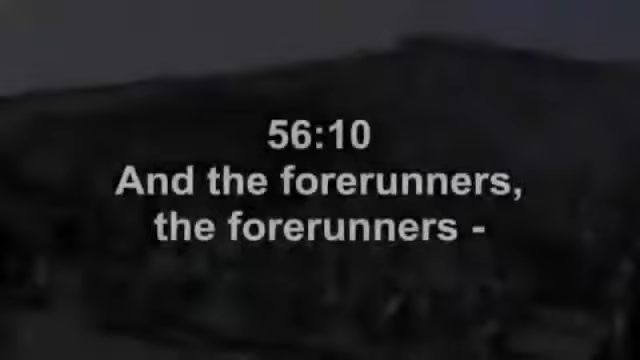 56:10
And the forerunners,
the forerunners -